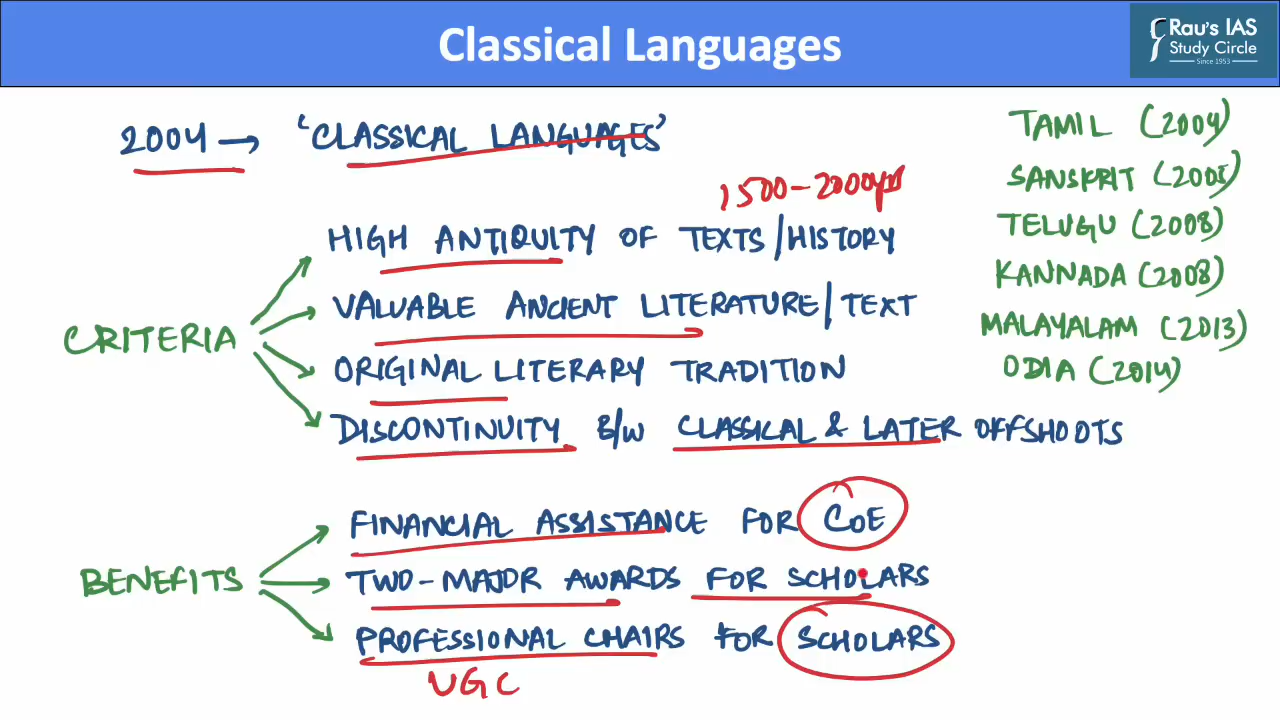 Classical Languages
Rau's IAS
Study Circle
Since 1953
2004 → 'CLASSICAL LANGUAGES'
1500-2000yrs
CRITERIA
HIGH ANTIQUITY OF TEXTS/HISTORY
VALUABLE ANCIENT LITERATURE/TEXT
ORIGINAL LITERARY TRADITION
DISCONTINUITY B/W CLASSICAL & LATER OFFSHOOTS
TAMIL (2004)
SANSKRIT (2005)
TELUGU (2008)
KANNADA (2008)
MALAYALAM (2013)
ODIA (2014)
BENEFITS
FINANCIAL ASSISTANCE FOR COE
TWO-MAJOR AWARDS FOR SCHOLARS
PROFESSIONAL CHAIRS FOR SCHOLARS
UGC